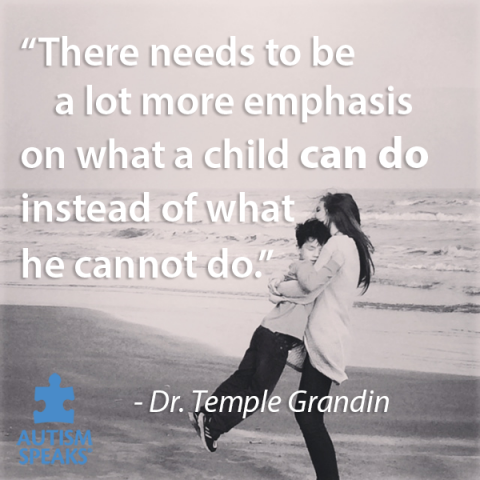 “There needs to be
a lot more emphasis
on what a child can do
instead of what
he cannot do.”
- Dr. Temple Grandin
AUTISM
SPEAKS